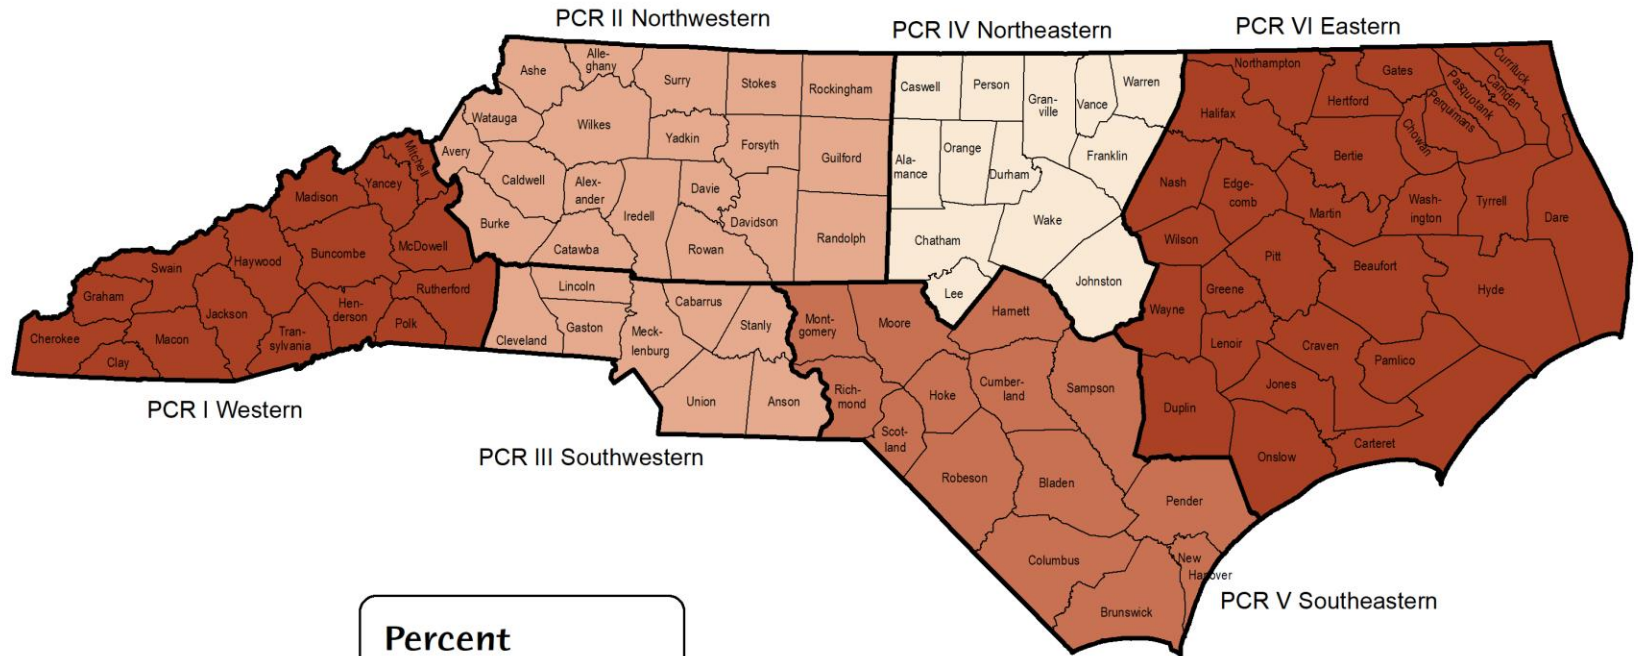 PCR II Northwestern
PCR IV Northeastern
PCR VI Eastern
Ashe
Alle-
ghany
Surry
Stokes
Rockingham
Watauga
Wilkes
Yadkin
Forsyth
Guilford
Avery
Caldwell
Alex-
ander
Davie
Iredell
Davidson
Burke
Catawba
Rowan
Randolph
Caswell
Person
Gran-
ville
Vance
Warren
Ala-
mance
Orange
Durham
Franklin
Wake
Chatham
Lee
Johnston
Northampton
Gates
Currituck
Camden
Pasquotank
Perquimans
Chowan
Hertford
Halifax
Bertie
Nash
Edge-
comb
Martin
Wash-
ington
Tyrrell
Dare
Wilson
Pitt
Beaufort
Hyde
Wayne
Greene
Lenoir
Craven
Pamlico
Jones
Duplin
Onslow
Carteret
Mitchell
Yancey
Madison
Buncombe
McDowell
Haywood
Swain
Graham
Jackson
Hen-
derson
Rutherford
Polk
Tran-
sylvania
Cherokee
Macon
Clay
PCR I Western
Lincoln
Cleveland
Gaston
Meck-
lenburg
Cabarrus
Stanly
Union
Anson
PCR III Southwestern
Mont-
gomery
Moore
Harnett
Rich-
mond
Hoke
Cumber-
land
Sampson
Scot-
land
Robeson
Bladen
Pender
Columbus
New
Hanover
Brunswick
PCR V Southeastern
Percent